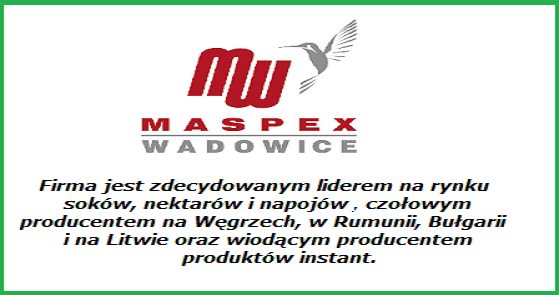 MW
MASPEX
WADOWICE
Firma jest zdecydowanym liderem na rynku
soków, nektarów i napojów , czołowym
producentem na Węgrzech, w Rumunii, Bułgarii
i na Litwie oraz wiodącym producentem
produktów instant.